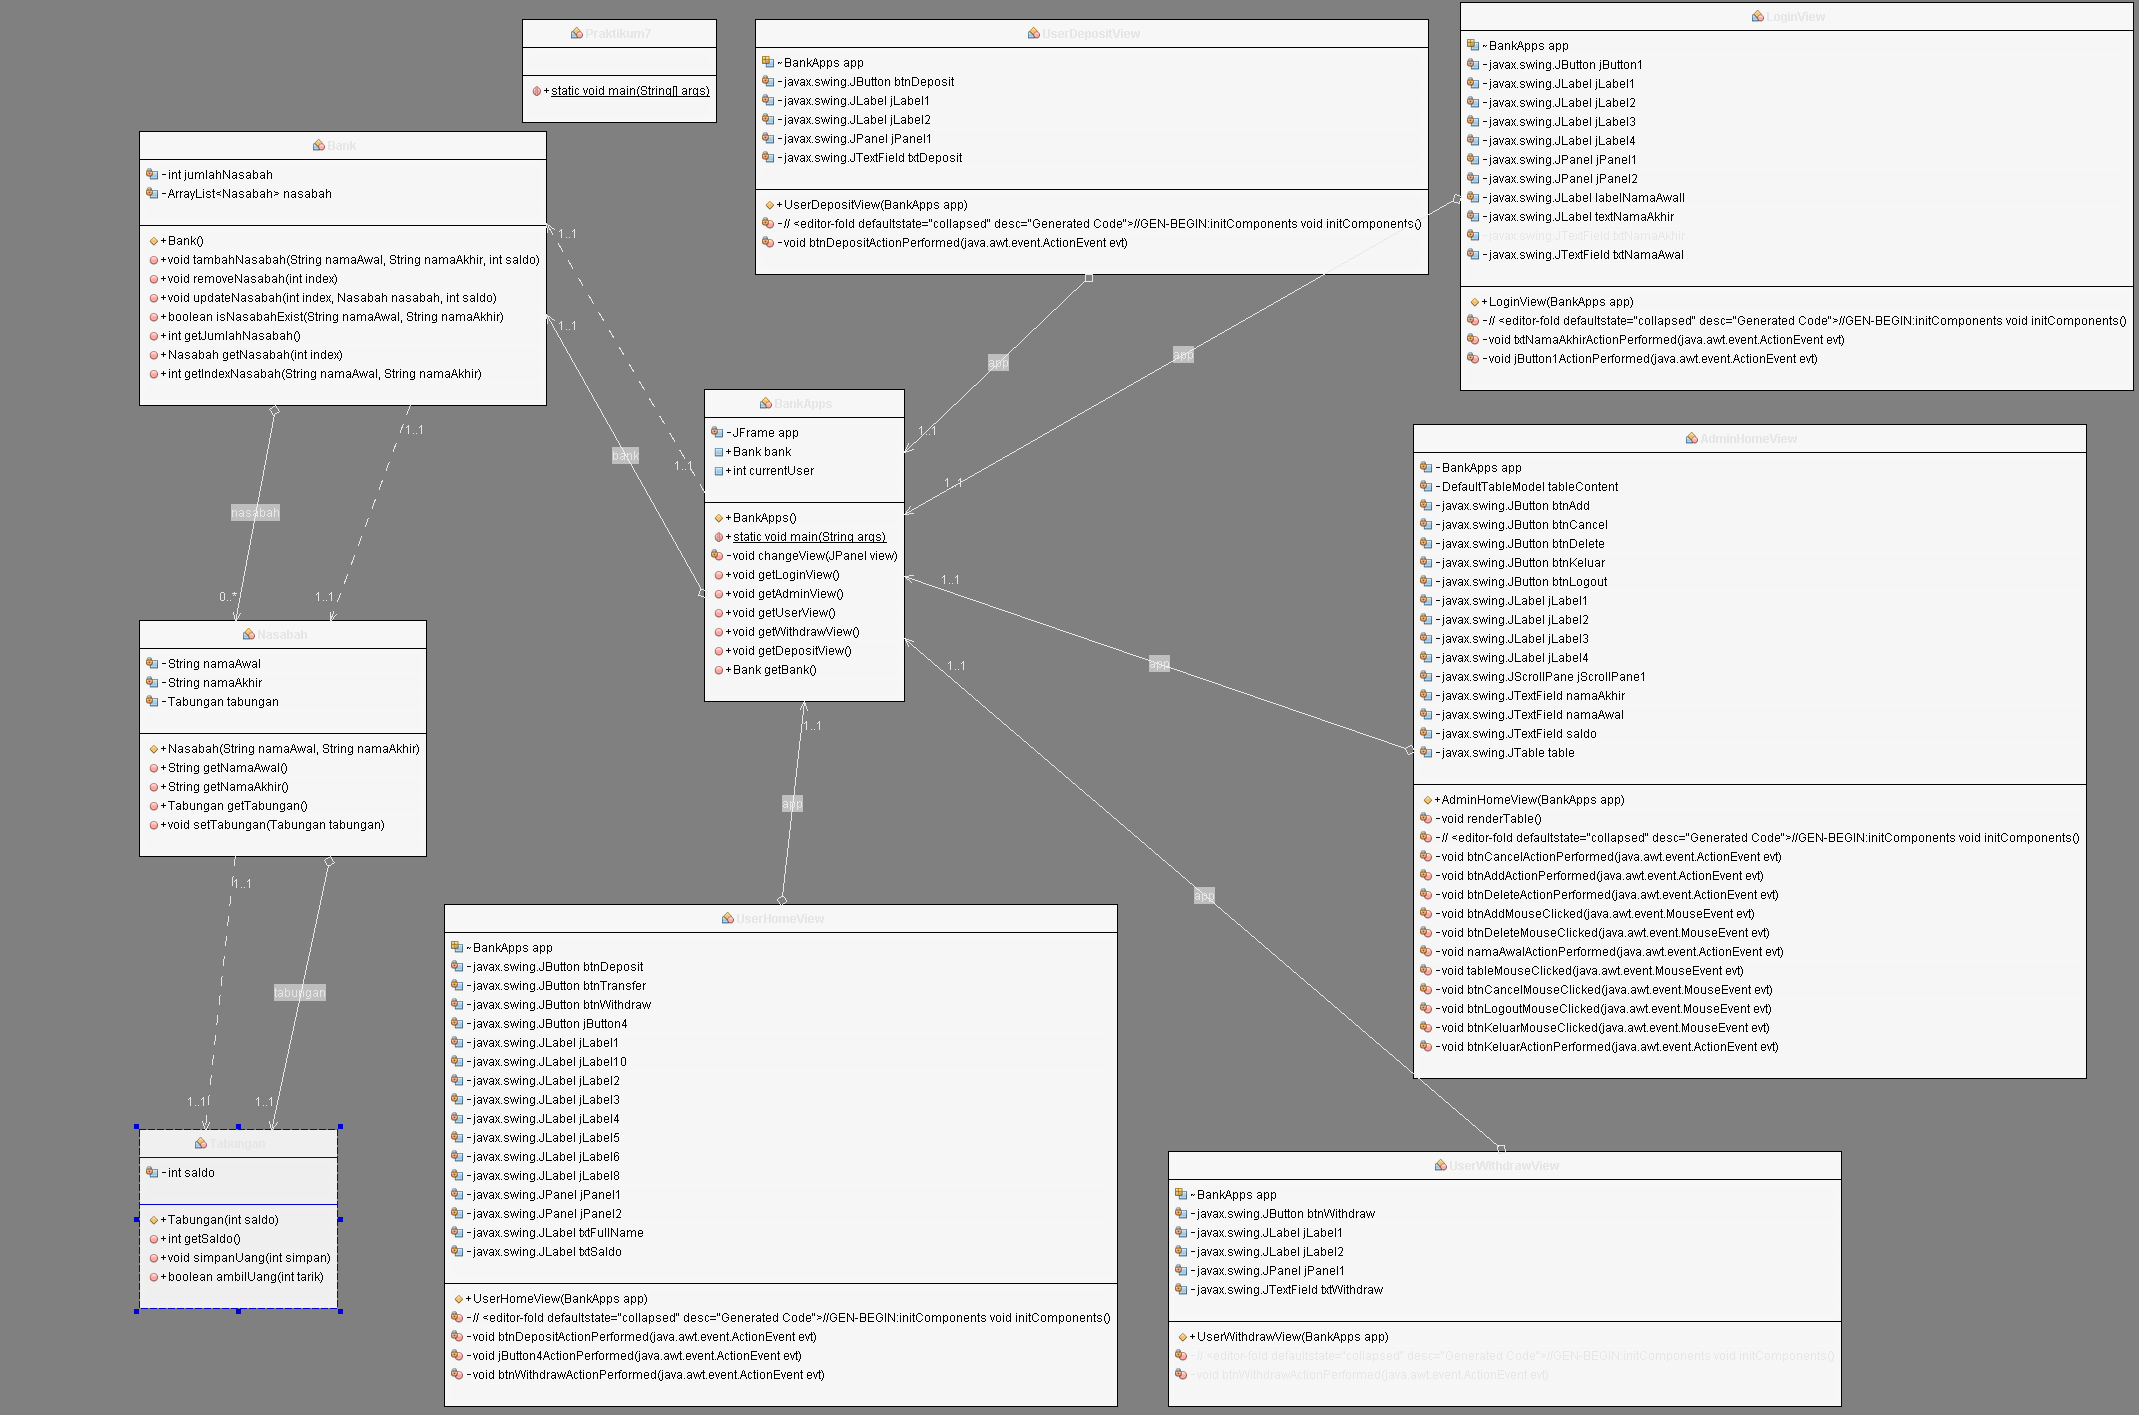 Praktikum7
+static void main(String[] args)
UserDepositView
~BankApps app
-javax.swing.JButton btnDeposit
-javax.swing.JLabel jLabel1
-javax.swing.JLabel jLabel2
-javax.swing.JPanel jPanel1
-javax.swing.JTextField txtDeposit
+UserDepositView(BankApps app)
-// <editor-fold defaultstate="collapsed" desc="Generated Code">//GEN-BEGIN:initComponents void initComponents()
-void btnDepositActionPerformed(java.awt.event.ActionEvent evt)
LoginView
~BankApps app
-javax.swing.JButton jButton1
-javax.swing.JLabel jLabel1
-javax.swing.JLabel jLabel2
-javax.swing.JLabel jLabel3
-javax.swing.JLabel jLabel4
-javax.swing.JPanel jPanel1
-javax.swing.JPanel jPanel2
-javax.swing.JLabel labelNamaAwall
-javax.swing.JLabel textNamaAkhir
-javax.swing.JTextField txtNamaAkhir
-javax.swing.JTextField txtNamaAwal
+LoginView(BankApps app)
-// <editor-fold defaultstate="collapsed" desc="Generated Code">//GEN-BEGIN:initComponents void initComponents()
-void txtNamaAkhirActionPerformed(java.awt.event.ActionEvent evt)
-void jButton1ActionPerformed(java.awt.event.ActionEvent evt)
Bank
-int jumlahNasabah
-ArrayList<Nasabah> nasabah
+Bank()
+void tambahNasabah(String namaAwal, String namaAkhir, int saldo)
+void removeNasabah(int index)
+void updateNasabah(int index, Nasabah nasabah, int saldo)
+boolean isNasabahExist(String namaAwal, String namaAkhir)
+int getJumlahNasabah()
+Nasabah getNasabah(int index)
+int getIndexNasabah(String namaAwal, String namaAkhir)
1..1
1..1
bank
1..1
app
1..1
app
1..1
BankApps
-JFrame app
+Bank bank
+int currentUser
+BankApps()
+static void main(String args)
-void changeView(JPanel view)
+void getLoginView()
+void getAdminView()
+void getUserView()
+void getWithdrawView()
+void getDepositView()
+Bank getBank()
1..1
app
1..1
app
1..1
app
AdminHomeView
-BankApps app
-DefaultTableModel tableContent
-javax.swing.JButton btnAdd
-javax.swing.JButton btnCancel
-javax.swing.JButton btnDelete
-javax.swing.JButton btnKeluar
-javax.swing.JButton btnLogout
-javax.swing.JLabel jLabel1
-javax.swing.JLabel jLabel2
-javax.swing.JLabel jLabel3
-javax.swing.JLabel jLabel4
-javax.swing.JScrollPane jScrollPane1
-javax.swing.JTextField namaAkhir
-javax.swing.JTextField namaAwal
-javax.swing.JTextField saldo
-javax.swing.JTable table
+AdminHomeView(BankApps app)
-void renderTable()
-// <editor-fold defaultstate="collapsed" desc="Generated Code">//GEN-BEGIN:initComponents void initComponents()
-void btnCancelActionPerformed(java.awt.event.ActionEvent evt)
-void btnAddActionPerformed(java.awt.event.ActionEvent evt)
-void btnDeleteActionPerformed(java.awt.event.ActionEvent evt)
-void btnAddMouseClicked(java.awt.event.MouseEvent evt)
-void btnDeleteMouseClicked(java.awt.event.MouseEvent evt)
-void namaAwalActionPerformed(java.awt.event.ActionEvent evt)
-void tableMouseClicked(java.awt.event.MouseEvent evt)
-void btnCancelMouseClicked(java.awt.event.MouseEvent evt)
-void btnLogoutMouseClicked(java.awt.event.MouseEvent evt)
-void btnKeluarMouseClicked(java.awt.event.MouseEvent evt)
-void btnKeluarActionPerformed(java.awt.event.ActionEvent evt)
1..1
nasabah
0..*
1..1
Nasabah
-String namaAwal
-String namaAkhir
-Tabungan tabungan
+Nasabah(String namaAwal, String namaAkhir)
+String getNamaAwal()
+String getNamaAkhir()
+Tabungan getTabungan()
+void setTabungan(Tabungan tabungan)
1..1
tabungan
1..1
1..1
Tabungan
-int saldo
+Tabungan(int saldo)
+int getSaldo()
+void simpanUang(int simpan)
+boolean ambilUang(int tarik)
UserHomeView
~BankApps app
-javax.swing.JButton btnDeposit
-javax.swing.JButton btnTransfer
-javax.swing.JButton btnWithdraw
-javax.swing.JButton jButton4
-javax.swing.JLabel jLabel1
-javax.swing.JLabel jLabel10
-javax.swing.JLabel jLabel2
-javax.swing.JLabel jLabel3
-javax.swing.JLabel jLabel4
-javax.swing.JLabel jLabel5
-javax.swing.JLabel jLabel6
-javax.swing.JLabel jLabel8
-javax.swing.JPanel jPanel1
-javax.swing.JPanel jPanel2
-javax.swing.JLabel txtFullName
-javax.swing.JLabel txtSaldo
+UserHomeView(BankApps app)
-// <editor-fold defaultstate="collapsed" desc="Generated Code">//GEN-BEGIN:initComponents void initComponents()
-void btnDepositActionPerformed(java.awt.event.ActionEvent evt)
-void jButton4ActionPerformed(java.awt.event.ActionEvent evt)
-void btnWithdrawActionPerformed(java.awt.event.ActionEvent evt)
UserWithdrawView
~BankApps app
-javax.swing.JButton btnWithdraw
-javax.swing.JLabel jLabel1
-javax.swing.JLabel jLabel2
-javax.swing.JPanel jPanel1
-javax.swing.JTextField txtWithdraw
+UserWithdrawView(BankApps app)
-// <editor-fold defaultstate="collapsed" desc="Generated Code">//GEN-BEGIN:initComponents void initComponents()
-void btnWithdrawActionPerformed(java.awt.event.ActionEvent evt)